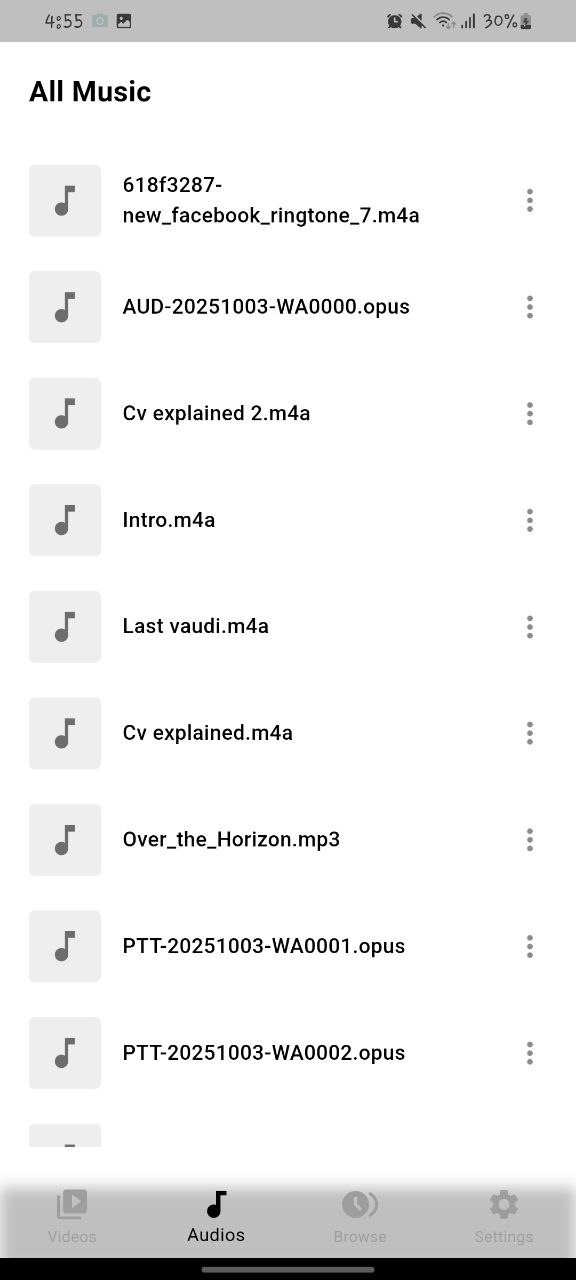 4:55
30%
All Music
618f3287-
new_facebook_ringtone_7.m4a
AUD-20251003-WA0000.opus
Cv explained 2.m4a
Intro.m4a
Last vaudi.m4a
Cv explained.m4a
Over_the_Horizon.mp3
PTT-20251003-WA0001.opus
PTT-20251003-WA0002.opus
Videos
Audios
Browse
Settings